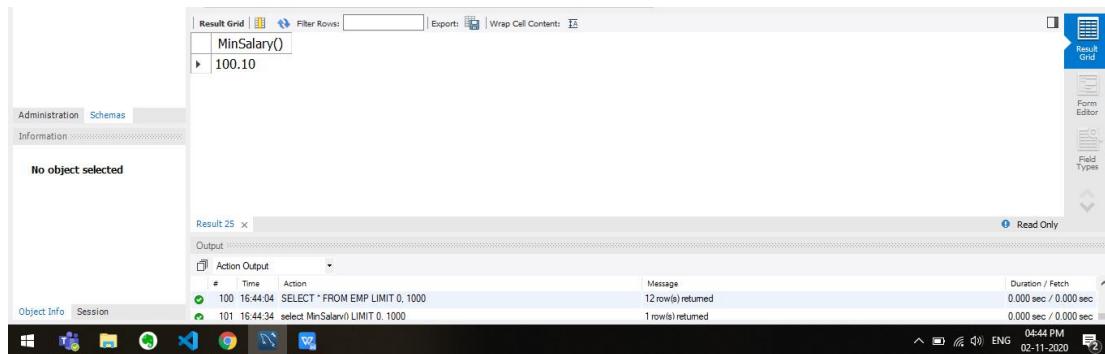 Result Grid Filter Rows: Export: Wrap Cell Content:
MinSalary()
100.10
Result Grid
Form Editor
Field Types
Administration Schemas
Information
No object selected
Result 25 × Read Only
Output
Action Output
# Time Action Message Duration / Fetch
100 16:44:04 SELECT * FROM EMP LIMIT 0, 1000 12 row(s) returned 0.000 sec / 0.000 sec
101 16:44:34 select MinSalary() LIMIT 0, 1000 1 row(s) returned 0.000 sec / 0.000 sec
Object Info Session
ENG 04:44 PM
02-11-2020
2